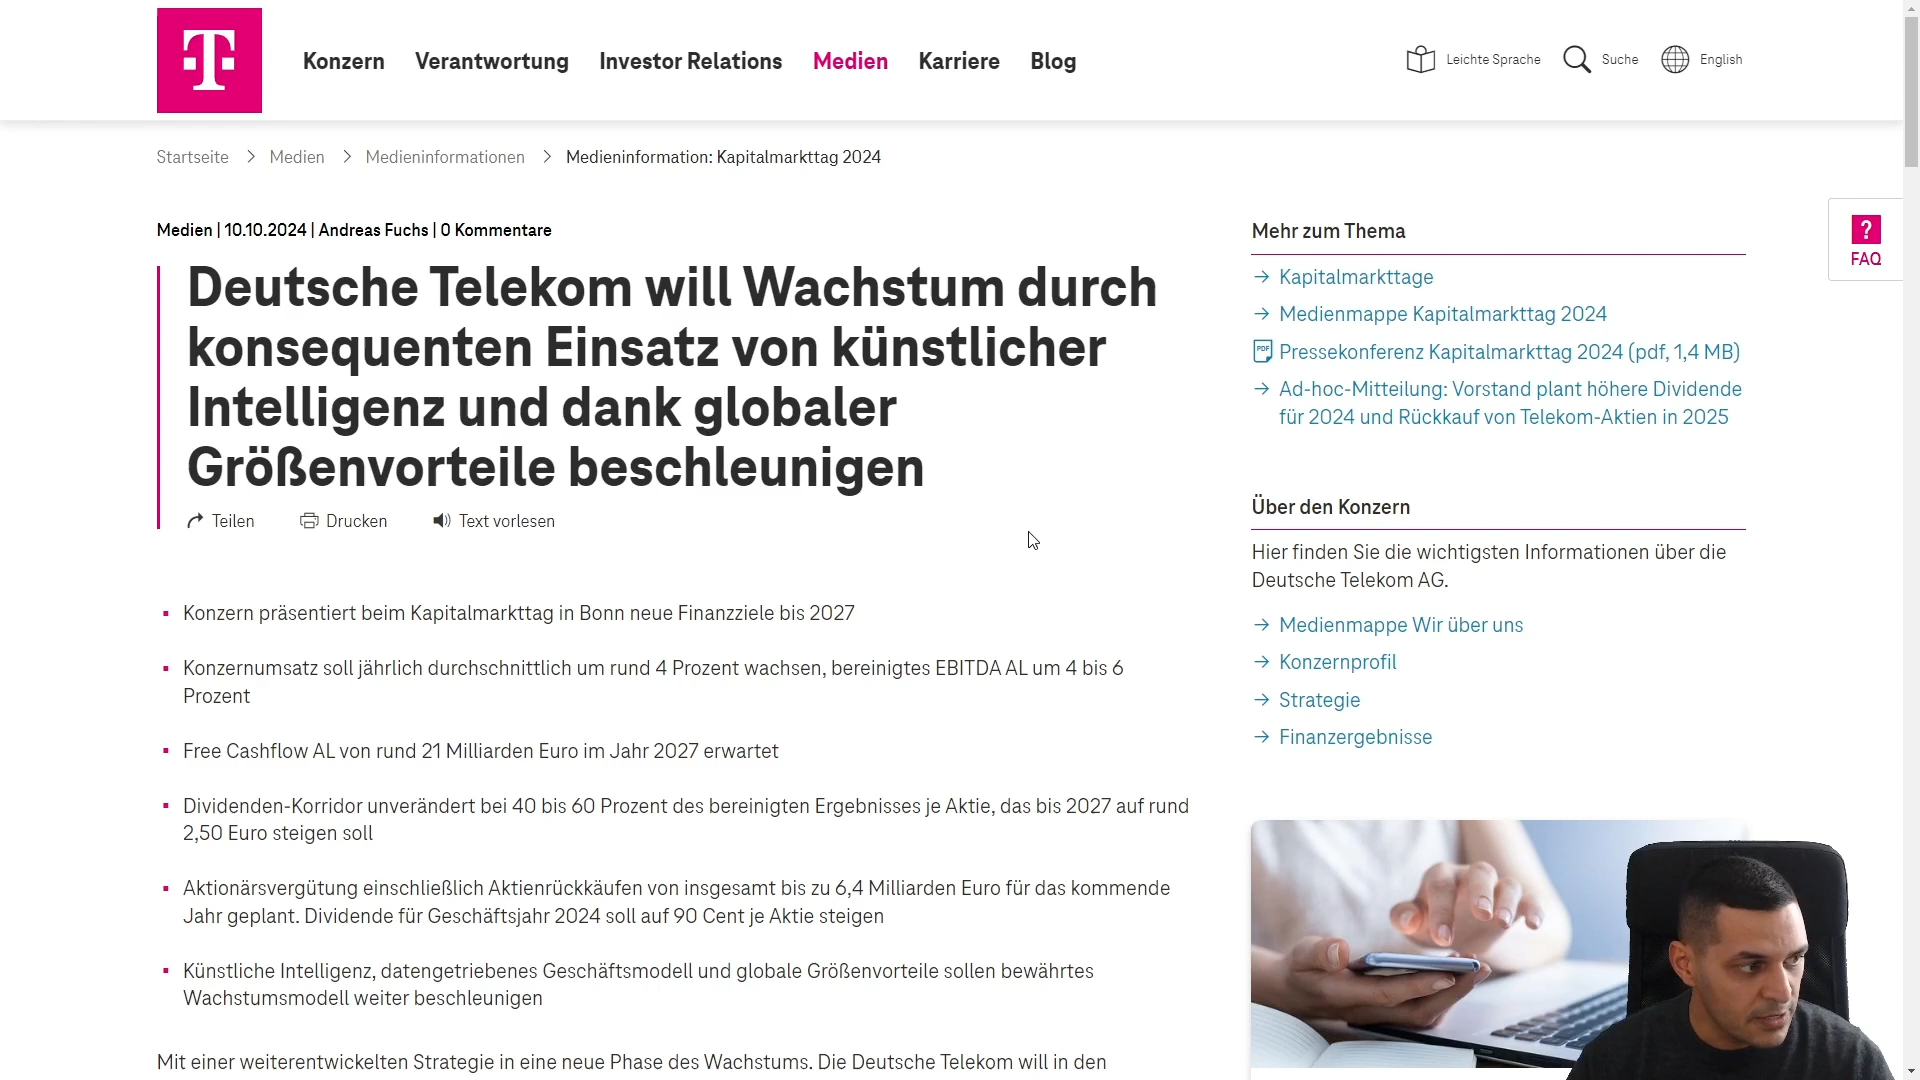 T
Konzern Verantwortung Investor Relations Medien Karriere Blog
Leichte Sprache Suche English
Startseite > Medien > Medieninformationen > Medieninformation: Kapitalmarkttag 2024
Medien | 10.10.2024 | Andreas Fuchs | 0 Kommentare
Deutsche Telekom will Wachstum durch
konsequenten Einsatz von künstlicher
Intelligenz und dank globaler
Größenvorteile beschleunigen
Teilen Drucken Text vorlesen
Konzern präsentiert beim Kapitalmarkttag in Bonn neue Finanzziele bis 2027
Konzernumsatz soll jährlich durchschnittlich um rund 4 Prozent wachsen, bereinigtes EBITDA AL um 4 bis 6
Prozent
Free Cashflow AL von rund 21 Milliarden Euro im Jahr 2027 erwartet
Dividenden-Korridor unverändert bei 40 bis 60 Prozent des bereinigten Ergebnisses je Aktie, das bis 2027 auf rund
2,50 Euro steigen soll
Aktionärsvergütung einschließlich Aktienrückkäufen von insgesamt bis zu 6,4 Milliarden Euro für das kommende
Jahr geplant. Dividende für Geschäftsjahr 2024 soll auf 90 Cent je Aktie steigen
Künstliche Intelligenz, datengetriebenes Geschäftsmodell und globale Größenvorteile sollen bewährtes
Wachstumsmodell weiter beschleunigen
Mit einer weiterentwickelten Strategie in eine neue Phase des Wachstums. Die Deutsche Telekom will in den
Mehr zum Thema
Kapitalmarkttage
Medienmappe Kapitalmarkttag 2024
PDF Pressekonferenz Kapitalmarkttag 2024 (pdf, 1,4 MB)
Ad-hoc-Mitteilung: Vorstand plant höhere Dividende
für 2024 und Rückkauf von Telekom-Aktien in 2025
Über den Konzern
Hier finden Sie die wichtigsten Informationen über die
Deutsche Telekom AG.
Medienmappe Wir über uns
Konzernprofil
Strategie
Finanzergebnisse
?
FAQ